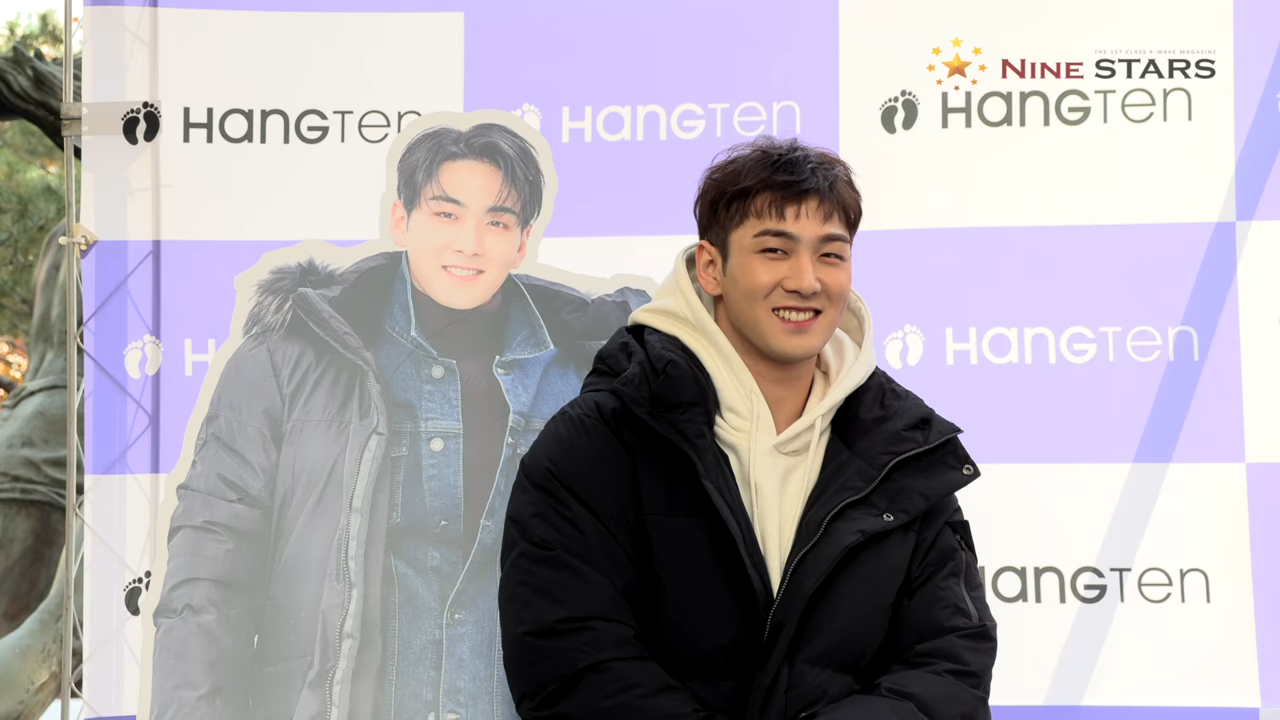 THE 1ST CLASS K-WAVE MAGAZINE
NINE STARS
HANGTEN
HANGTEN
HANGTEN
H
HANGTEN
HANGTEN